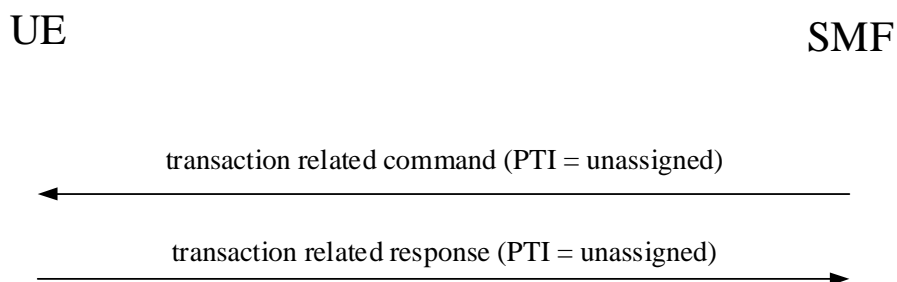 UE
SMF
transaction related command (PTI = unassigned)
transaction related response (PTI = unassigned)